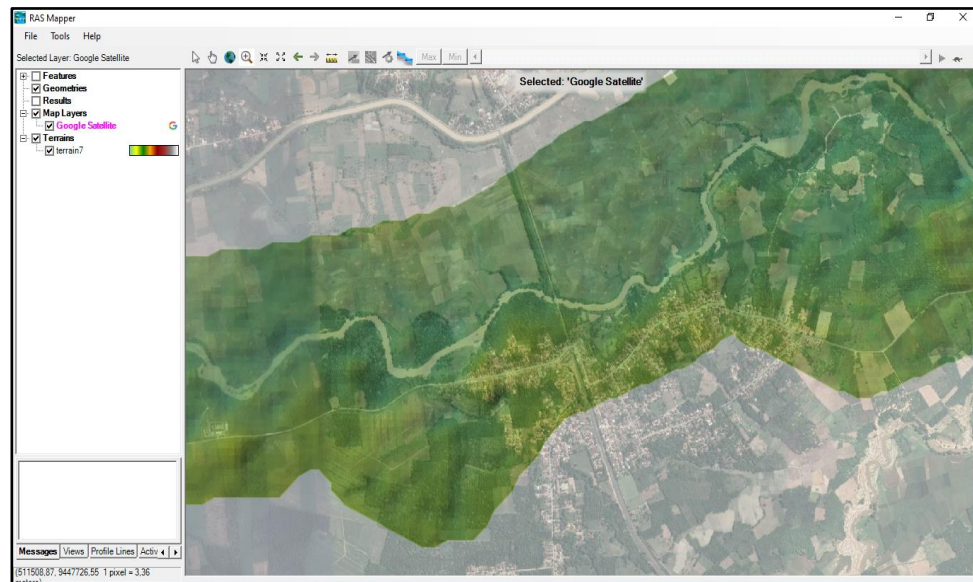 RAS Mapper
File Tools Help
Selected Layer: Google Satellite
Max Min
Selected: 'Google Satellite'
Features
Geometries
Results
Map Layers
Google Satellite
G
Terrains
terrain7
Messages Views Profile Lines Activ
(511508,87, 9447726,55 1 pixel = 3,36